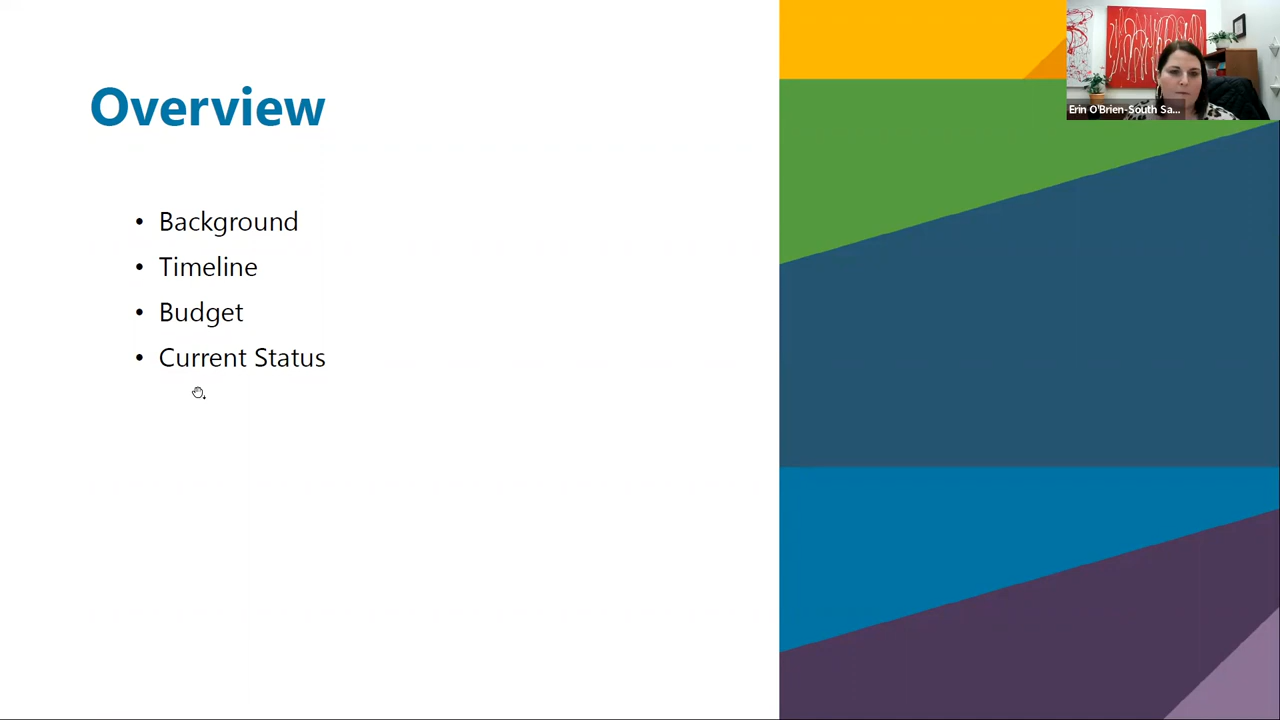 Overview
• Background
• Timeline
• Budget
• Current Status
Erin O'Brien-South Sa...